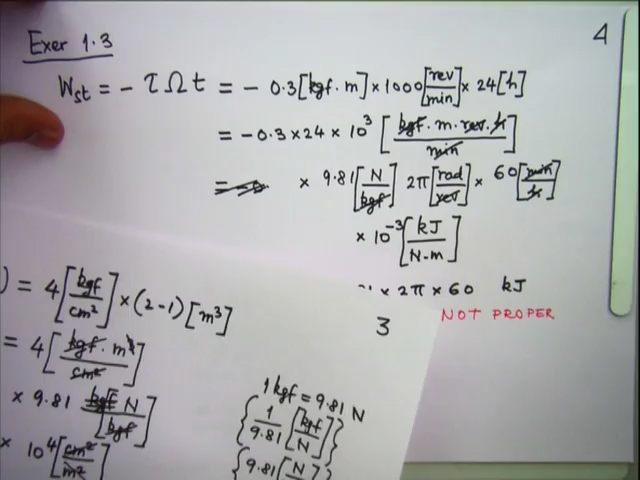 4
Exer 1.3
W_st = - τ Ω t = - 0.3 [kgf · m] × 1000 [rev/min] × 24 [h]
= - 0.3 × 24 × 10³ [kgf · m · rev · h / min]
× 9.81 [N/kgf] 2π [rad/rev] × 60 [min/h]
× 10⁻³ [kJ/N-m]
× 2π × 60 kJ
NOT PROPER
3
) = 4 [kgf/cm²] × (2-1) [m³]
= 4 [kgf · m³ / cm²]
× 9.81 [N/kgf]
× 10⁴ [cm²/m²]
1 kgf = 9.81 N
{ 1/9.81 [kgf/N] }
{ 9.81 [N/